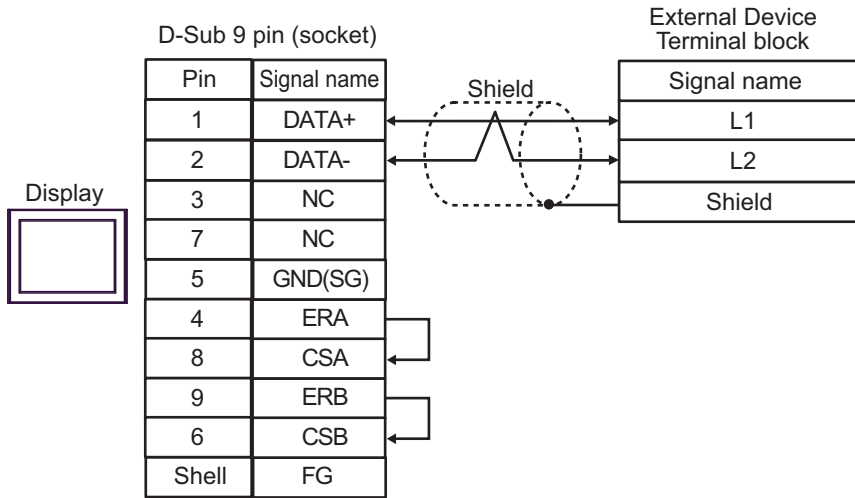 External Device
Terminal block
D-Sub 9 pin (socket)
Pin Signal name
Shield
Signal name
1 DATA+
L1
2 DATA-
L2
Display
3 NC
Shield
7 NC
5 GND(SG)
4 ERA
8 CSA
9 ERB
6 CSB
Shell FG